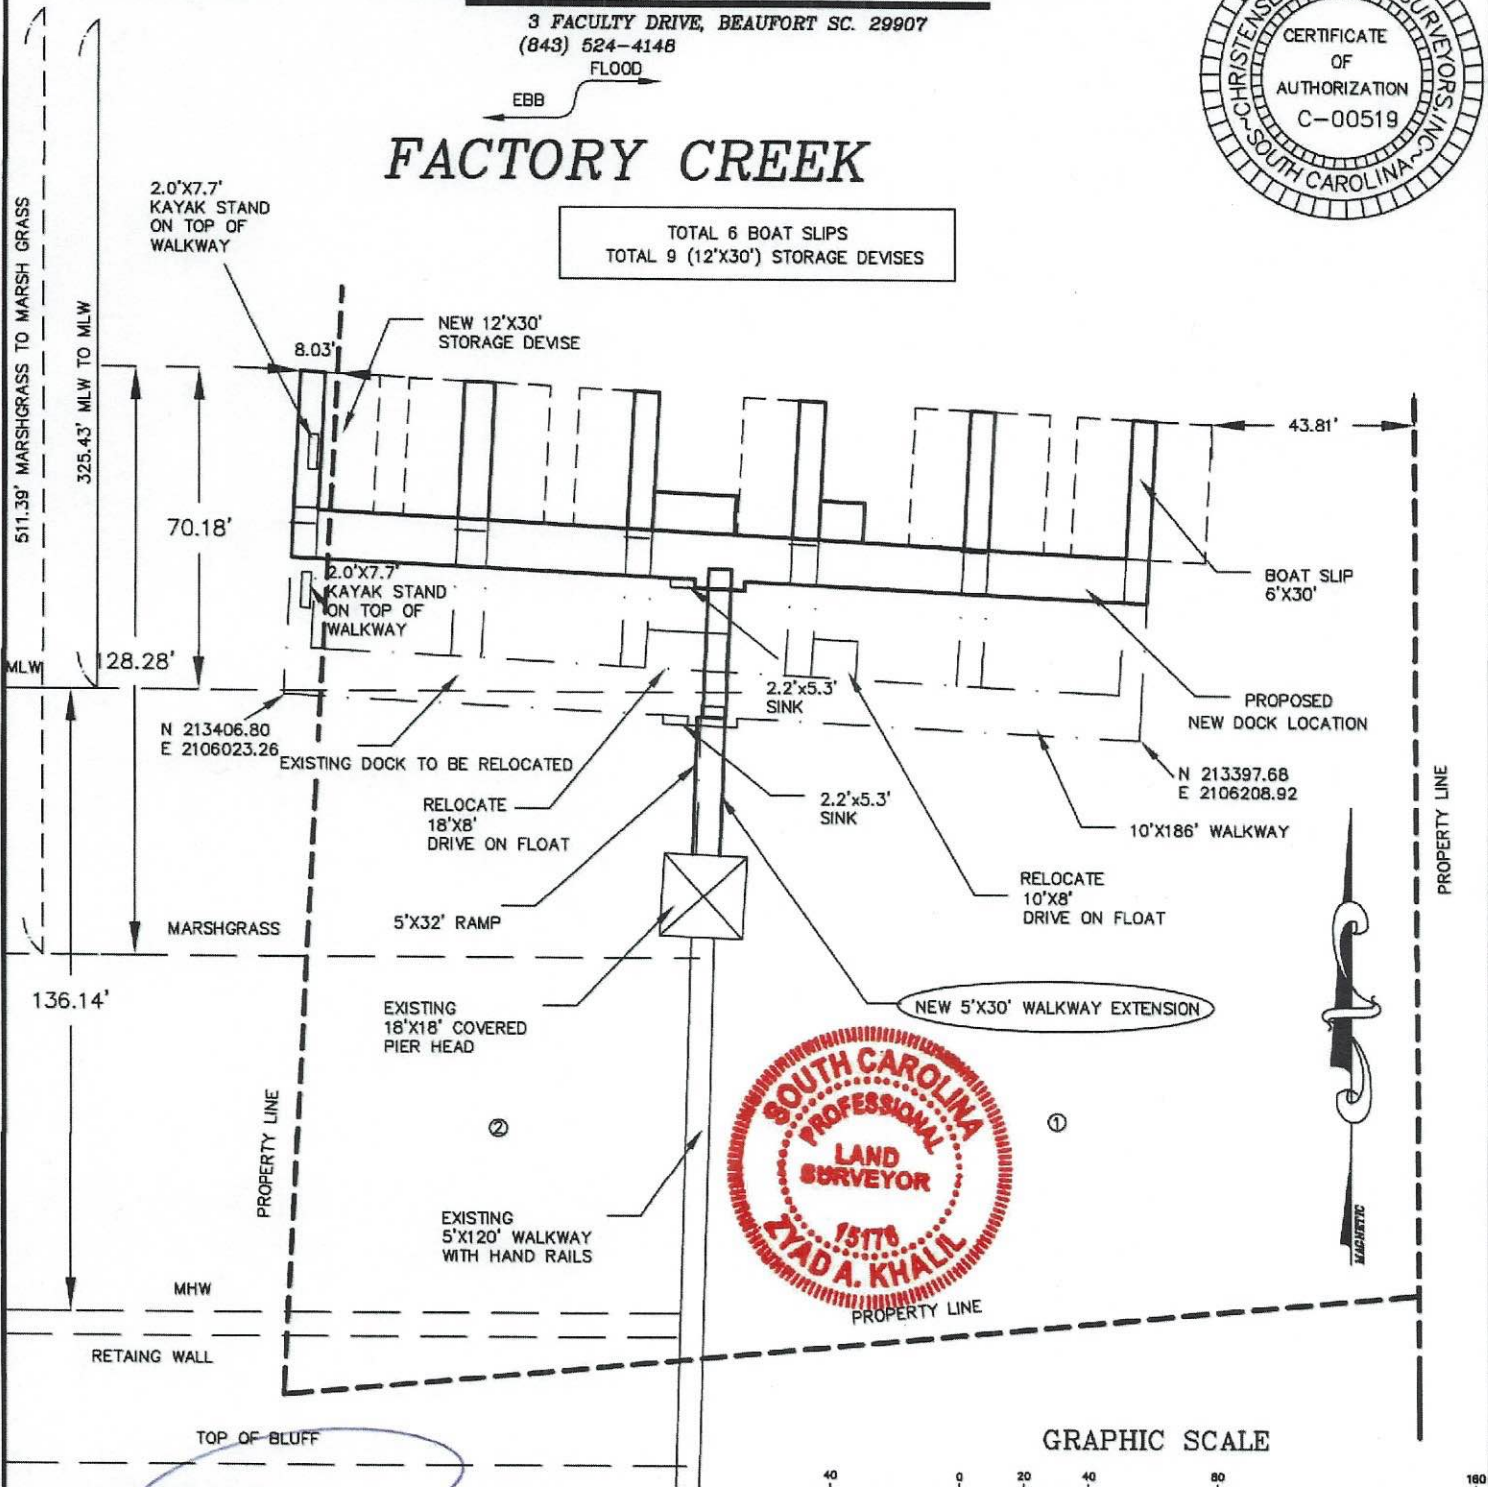 3 FACULTY DRIVE, BEAUFORT SC. 29907
(843) 524-4148
FLOOD
EBB
FACTORY CREEK
SURVEYORS, INC
SOUTH CAROLINA
CERTIFICATE
OF
AUTHORIZATION
C-00519
TOTAL 6 BOAT SLIPS
TOTAL 9 (12'X30') STORAGE DEVISES
2.0'X7.7'
KAYAK STAND
ON TOP OF
WALKWAY
511.39' MARSHGRASS TO MARSH GRASS
325.43' MLW TO MLW
NEW 12'X30'
STORAGE DEVISE
8.03'
43.81'
70.18'
BOAT SLIP
6'X30'
2.0'X7.7'
KAYAK STAND
ON TOP OF
WALKWAY
MLW
128.28'
2.2'x5.3'
SINK
PROPOSED
NEW DOCK LOCATION
N 213406.80
E 2106023.26
EXISTING DOCK TO BE RELOCATED
N 213397.68
E 2106208.92
RELOCATE
18'X8'
DRIVE ON FLOAT
2.2'x5.3'
SINK
10'X186' WALKWAY
PROPERTY LINE
RELOCATE
10'X8'
DRIVE ON FLOAT
5'X32' RAMP
MARSHGRASS
136.14'
EXISTING
18'X18' COVERED
PIER HEAD
NEW 5'X30' WALKWAY EXTENSION
SOUTH CAROLINA
PROFESSIONAL
LAND
SURVEYOR
15176
ZYAD A. KHALIL
2
1
PROPERTY LINE
EXISTING
5'X120' WALKWAY
WITH HAND RAILS
MAGNETIC
MHW
PROPERTY LINE
RETAING WALL
TOP OF BLUFF
GRAPHIC SCALE
40 0 20 40 80 160